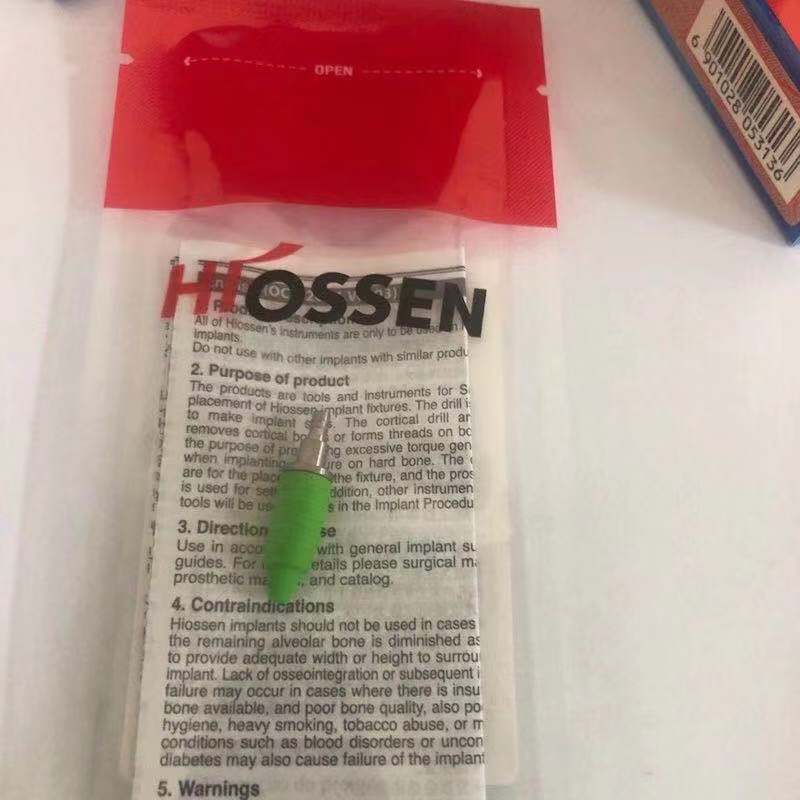 OPEN
6 901028 053136
HIOSSEN
All of Hiossen's instruments are only to be used
implants.
Do not use with other implants with similar produ
2. Purpose of product
The products are tools and instruments for S
placement of Hiossen implant fixtures. The drill i
to make implant The cortical drill ar
removes cortical or forms threads on bo
the purpose of excessive torque gen
when implanting on hard bone. The
are for the the fixture, and the pros
is used for other instrumen
tools will be in the Implant Procedu
3. Direction
Use in with general implant su
guides. For please surgical ma
prosthetic and catalog.
4. Contraindications
Hiossen implants should not be used in cases
the remaining alveolar bone is diminished as
to provide adequate width or height to surrou
implant. Lack of osseointegration or subsequent i
failure may occur in cases where there is insu
bone available, and poor bone quality, also po
hygiene, heavy smoking, tobacco abuse, or m
conditions such as blood disorders or uncon
diabetes may also cause failure of the implant
5. Warnings